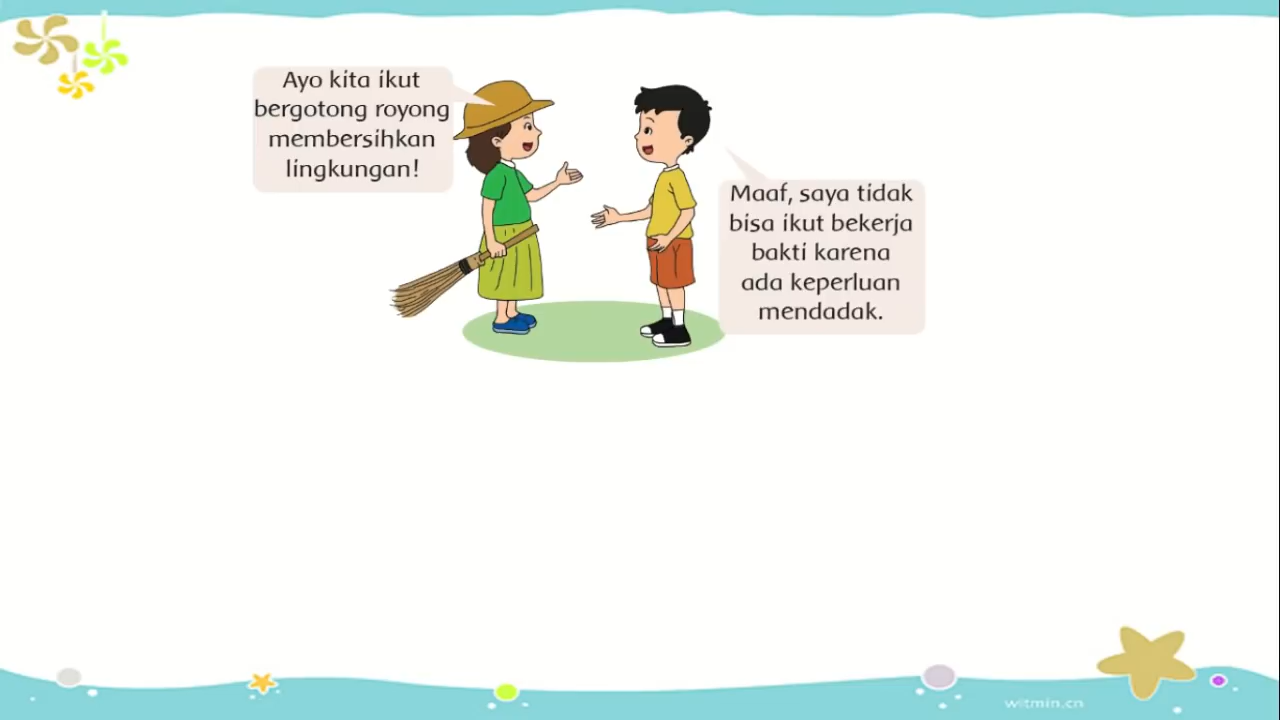 Ayo kita ikut
bergotong royong
membersihkan
lingkungan!
Maaf, saya tidak
bisa ikut bekerja
bakti karena
ada keperluan
mendadak.
witmin.cn